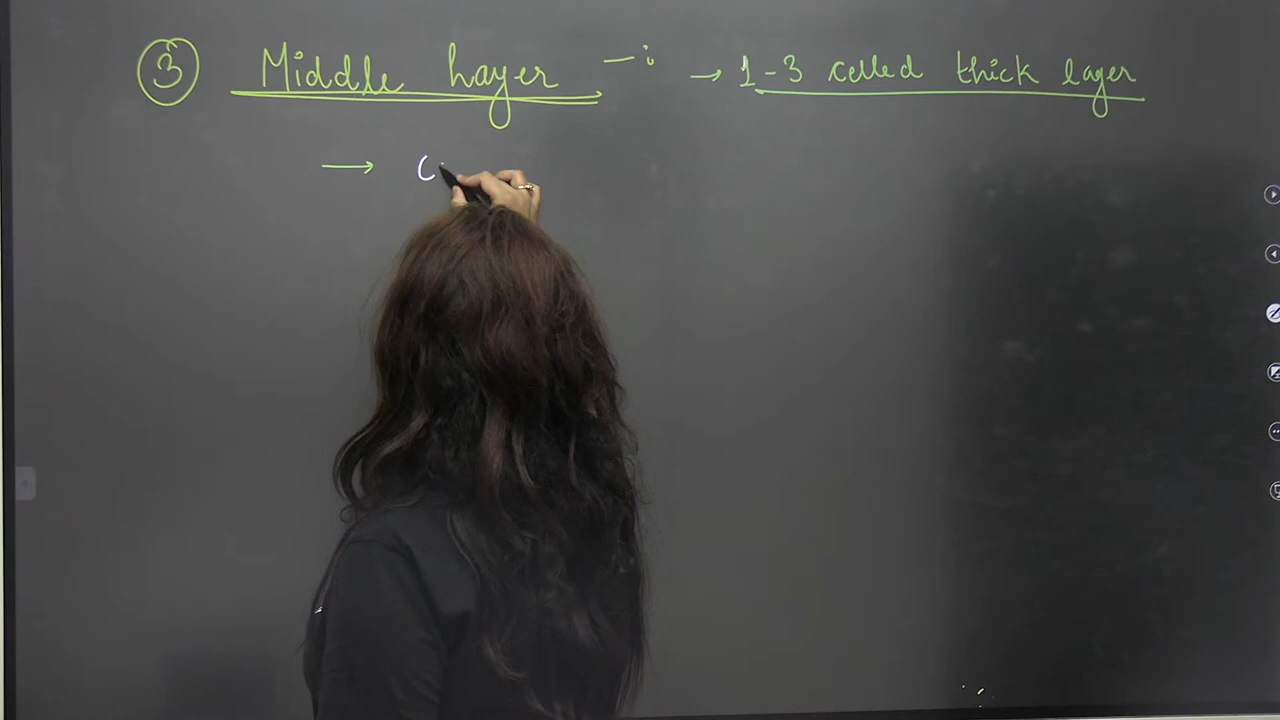 ③ Middle Layer –: → 1-3 celled thick layer
→ C